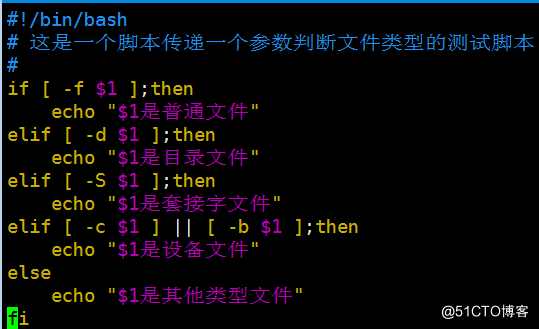 #!/bin/bash
# 这是一个脚本传递一个参数判断文件类型的测试脚本
#
if [ -f $1 ];then
    echo "$1是普通文件"
elif [ -d $1 ];then
    echo "$1是目录文件"
elif [ -S $1 ];then
    echo "$1是套接字文件"
elif [ -c $1 ] || [ -b $1 ];then
    echo "$1是设备文件"
else
    echo "$1是其他类型文件"
fi
@51CTO博客